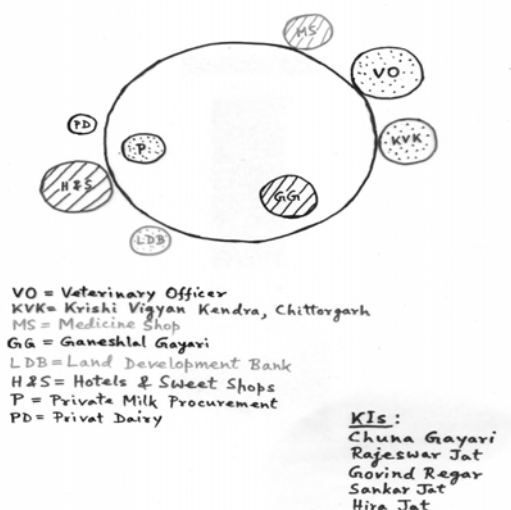 MS
VO
PD
P
KVK
H&S
GG
LDB
VO = Veterinary Officer
KVK= Krishi Vigyan Kendra, Chittorgarh
MS = Medicine Shop
GG = Ganeshlal Gayari
LDB = Land Development Bank
H&S = Hotels & Sweet Shops
P = Private Milk Procurement
PD = Privat Dairy
KIs :
Chuna Gayari
Rajeswar Jat
Govind Regar
Sankar Jat
Hira Jat